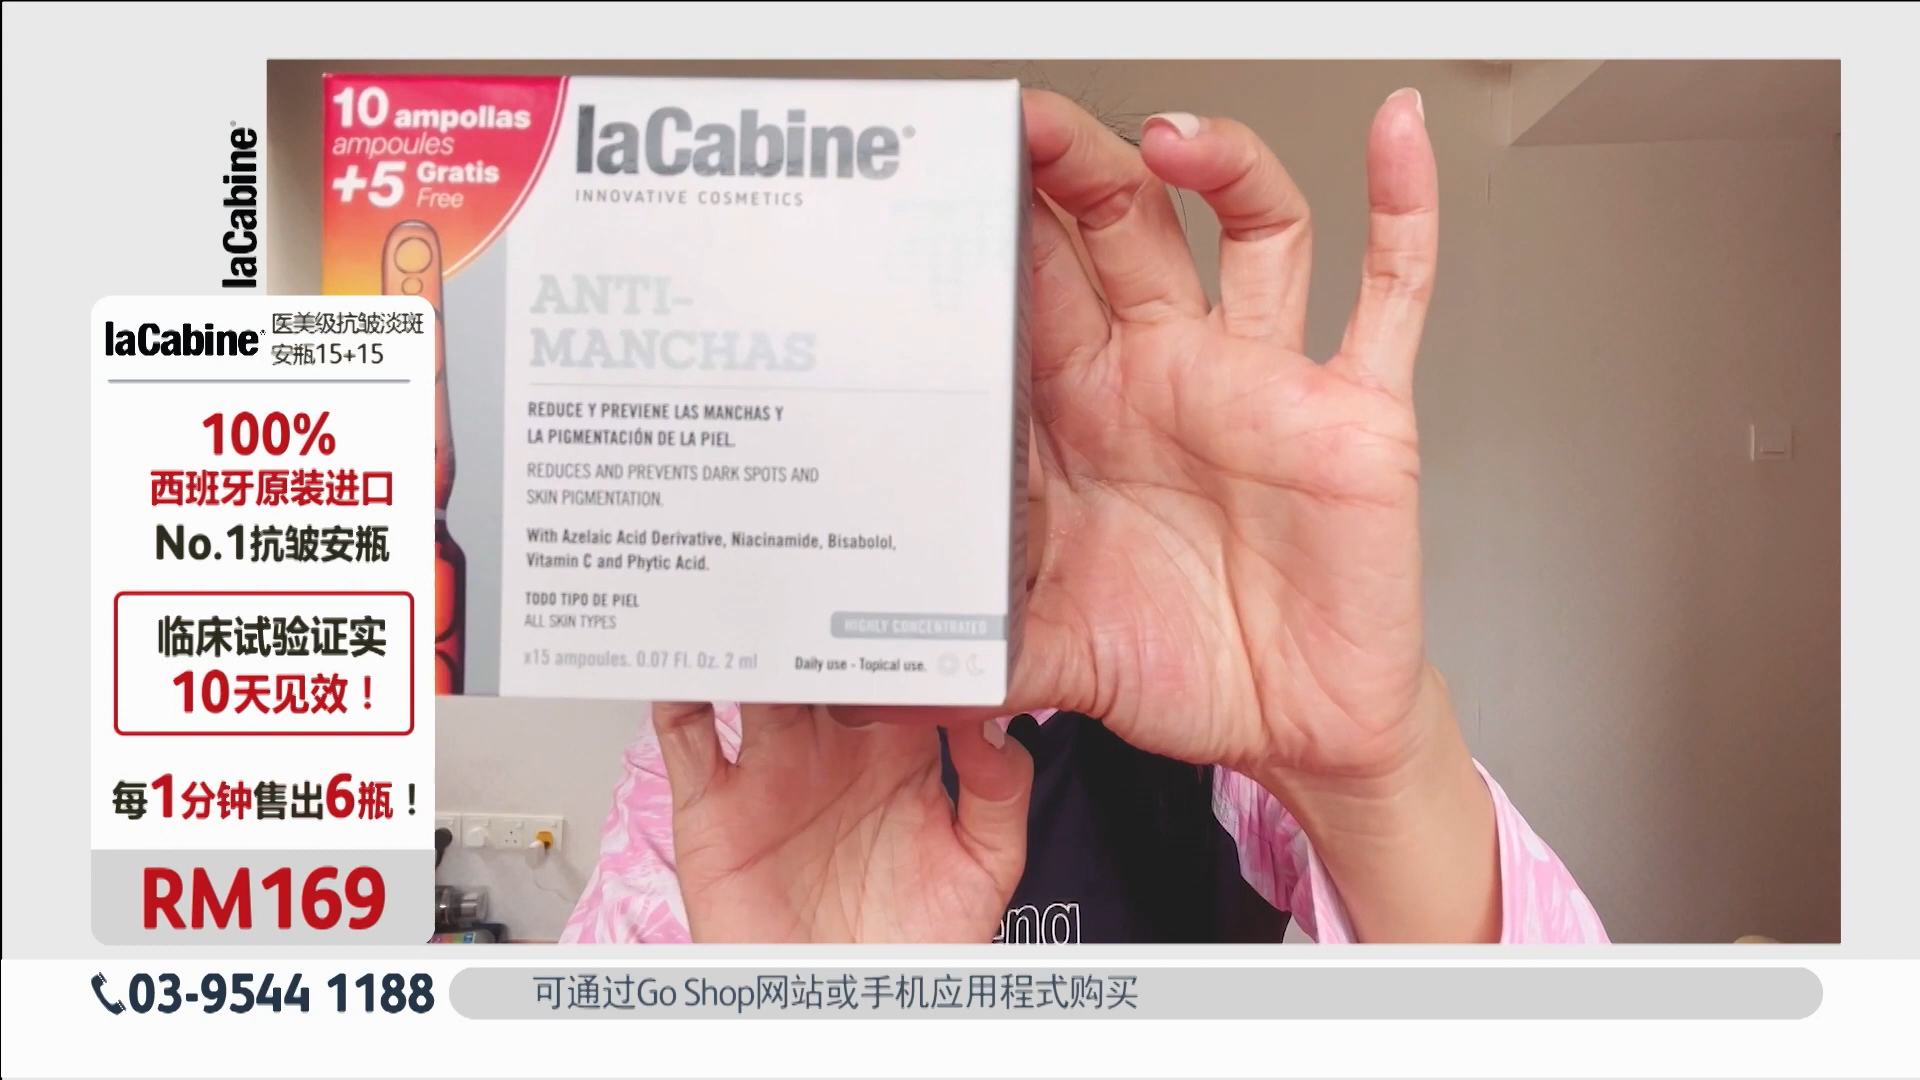 laCabine
10 ampollas
ampoules
+5 Gratis
Free
laCabine
INNOVATIVE COSMETICS
ANTI-
MANCHAS
REDUCE Y PREVIENE LAS MANCHAS Y
LA PIGMENTACIÓN DE LA PIEL.
REDUCES AND PREVENTS DARK SPOTS AND
SKIN PIGMENTATION.
With Azelaic Acid Derivative, Niacinamide, Bisabolol,
Vitamin C and Phytic Acid.
TODO TIPO DE PIEL
ALL SKIN TYPES
HIGHLY CONCENTRATED
x15 ampoules. 0.07 Fl. Oz. 2 ml
Daily use - Topical use.
eng
laCabine
医美级抗皱淡斑
安瓶15+15
100%
西班牙原装进口
No.1抗皱安瓶
临床试验证实
10天见效！
每1分钟售出6瓶！
RM169
03-9544 1188
可通过Go Shop网站或手机应用程式购买